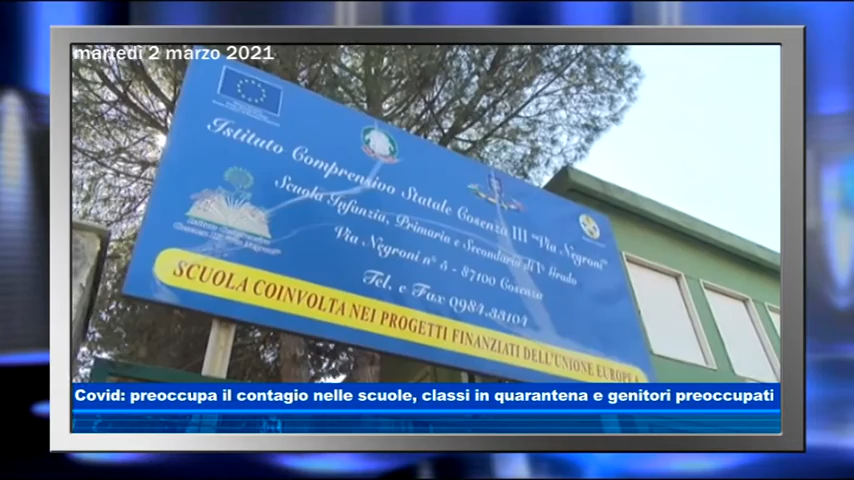 martedì 2 marzo 2021
Istituto Comprensivo Statale Cosenza III "Via Negroni"
Scuola Infanzia, Primaria e Secondaria di I° Grado
Via Negroni n° 5 - 87100 Cosenza
Tel. e Fax 0984.33104
SCUOLA COINVOLTA NEI PROGETTI FINANZIATI DELL'UNIONE EUROPEA
Covid: preoccupa il contagio nelle scuole, classi in quarantena e genitori preoccupati